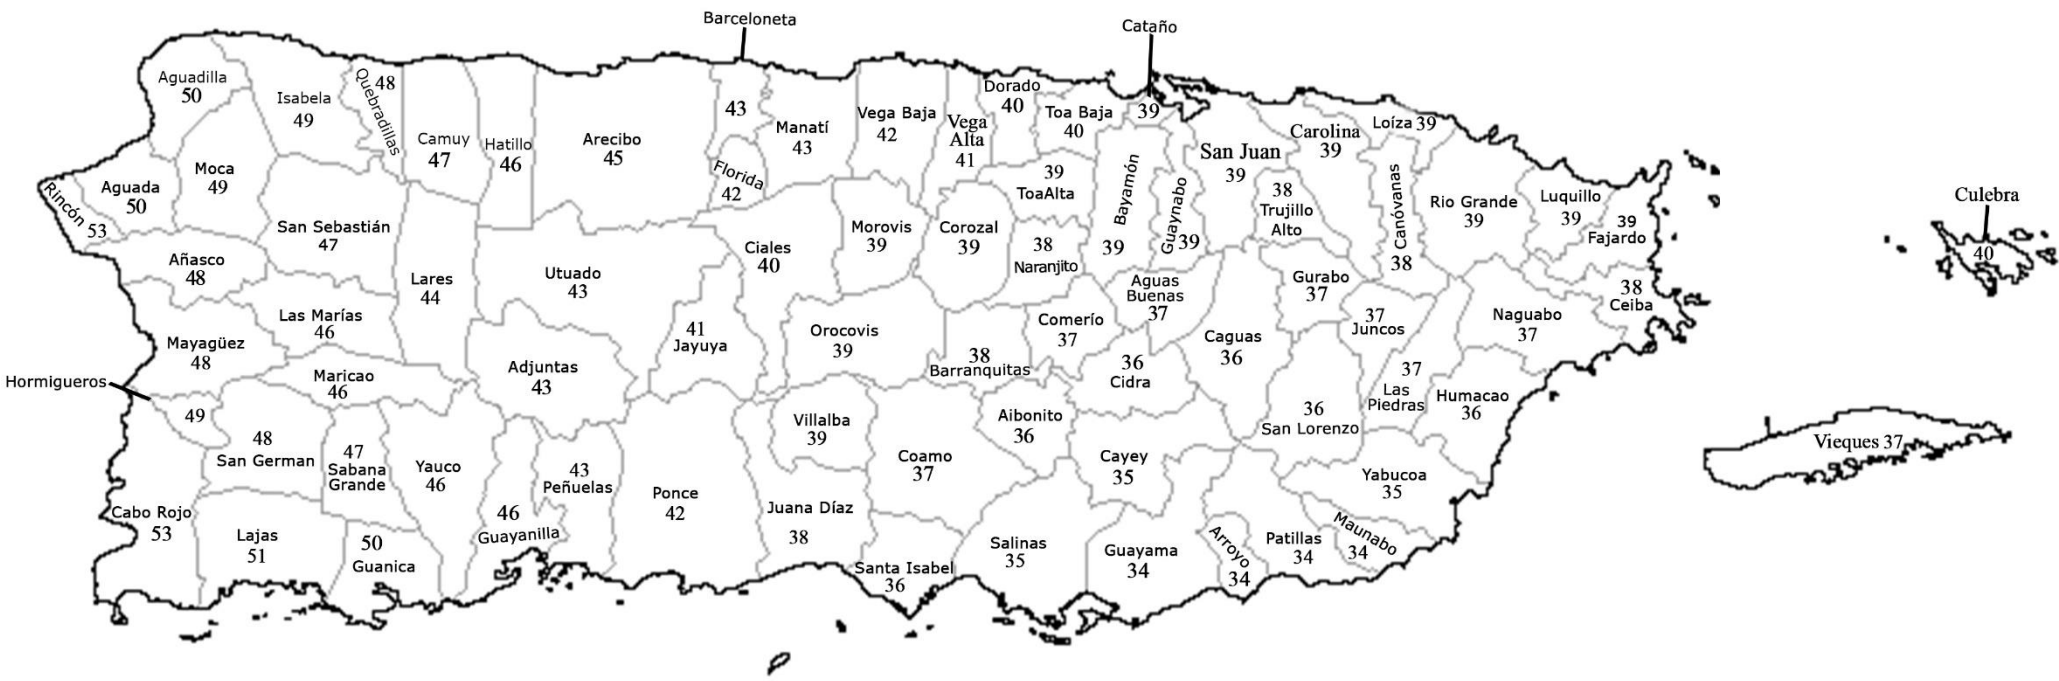 Barceloneta
Cataño
Aguadilla
50
Isabela
49
Quebradillas
48
Camuy
47
Hatillo
46
Arecibo
45
43
Florida
42
Manatí
43
Vega Baja
42
Vega
Alta
41
Dorado
40
Toa Baja
40
39
San Juan
39
Carolina
39
Loíza 39
Moca
49
Aguada
50
Rincón 53
San Sebastián
47
Añasco
48
Lares
44
Utuado
43
Ciales
40
Morovis
39
Corozal
39
39
ToaAlta
38
Naranjito
Bayamón
39
Guaynabo
39
38
Trujillo
Alto
Canóvanas
38
Rio Grande
39
Luquillo
39
39
Fajardo
Culebra
40
Las Marías
46
Mayagüez
48
Hormigueros
49
Maricao
46
Adjuntas
43
41
Jayuya
Orocovis
39
38
Barranquitas
Comerío
37
Aguas
Buenas
37
36
Cidra
Caguas
36
Gurabo
37
37
Juncos
37
Las
Piedras
Naguabo
37
38
Ceiba
Humacao
36
36
San Lorenzo
48
San German
47
Sabana
Grande
Yauco
46
46
Guayanilla
43
Peñuelas
Ponce
42
Villalba
39
Juana Díaz
38
Coamo
37
Aibonito
36
Cayey
35
Yabucoa
35
Vieques 37
Cabo Rojo
53
Lajas
51
50
Guanica
Santa Isabel
36
Salinas
35
Guayama
34
Arroyo
34
Patillas
34
Maunabo
34